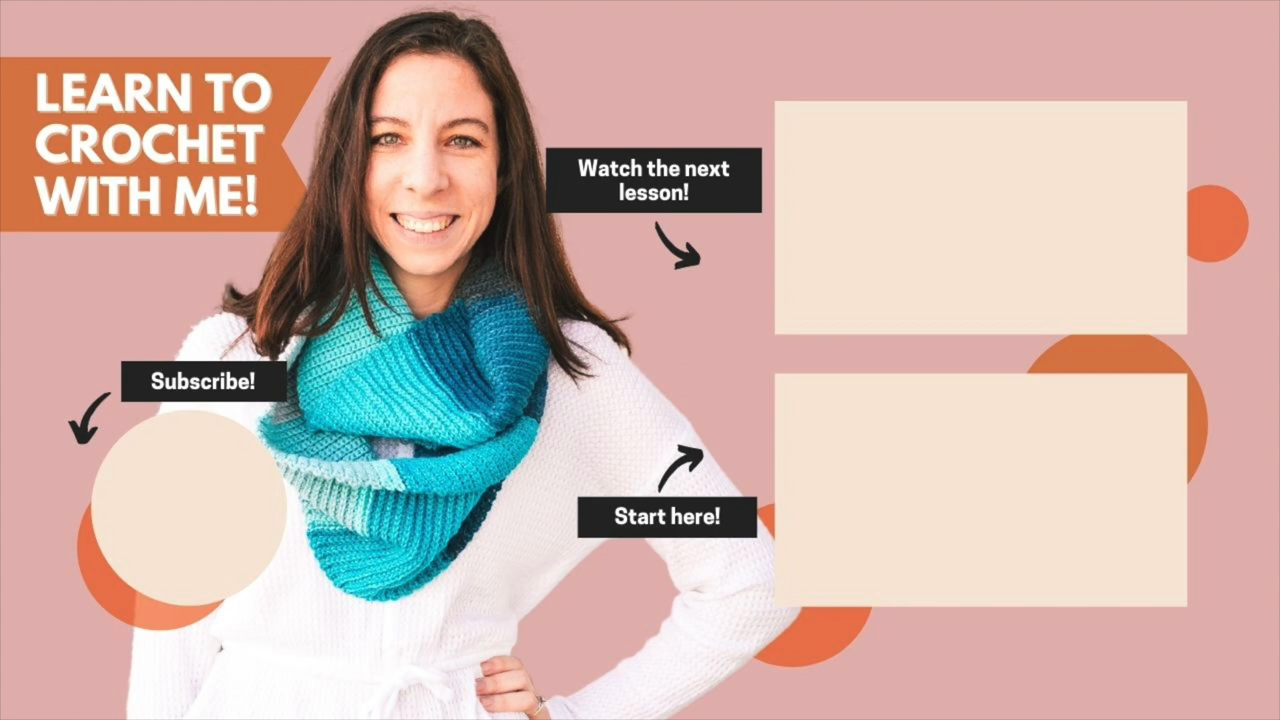 LEARN TO
CROCHET
WITH ME!
Watch the next
lesson!
Subscribe!
Start here!